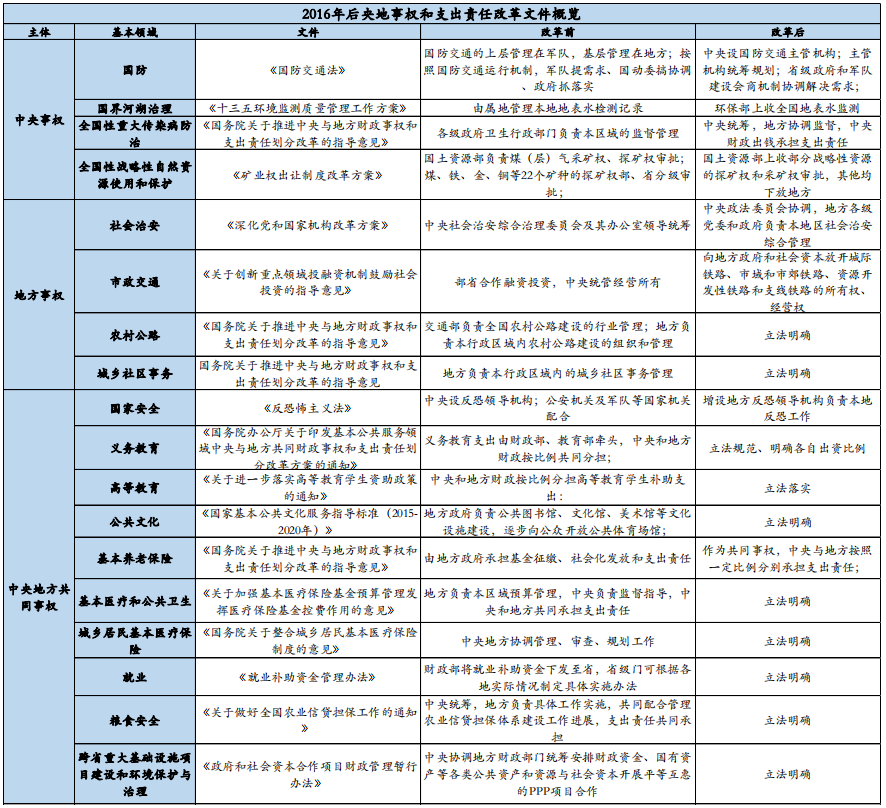 2016年后央地事权和支出责任改革文件概览
主体 基本领域 文件 改革前 改革后
中央事权
国防
《国防交通法》
国防交通的上层管理在军队，基层管理在地方；按
照国防交通运行机制，军队提需求、国动委搞协调
、政府抓落实
中央设国防交通主管机构；主管
机构统筹规划；省级政府和军队
建设会商机制协调解决需求；
国界河湖治理
《十三五环境监测质量管理工作方案》
由属地管理本地地表水检测记录
环保部上收全国地表水监测
全国性重大传染病防
治
《国务院关于推进中央与地方财政事权和
支出责任划分改革的指导意见》
各级政府卫生行政部门负责本区域的监督管理
中央统筹，地方协调监督，中央
财政出钱承担支出责任
全国性战略性自然资
源使用和保护
《矿业权出让制度改革方案》
国土资源部负责煤（层）气采矿权、探矿权审批；
煤、铁、金、铜等22个矿种的探矿权部、省分级审
批；
国土资源部上收部分战略性资源
的探矿权和采矿权审批，其他均
下放地方
地方事权
社会治安
《深化党和国家机构改革方案》
中央社会治安综合治理委员会及其办公室领导统筹
中央政法委员会协调，地方各级
党委和政府负责本地区社会治安
综合管理
市政交通
《关于创新重点领域投融资机制鼓励社会
投资的指导意见》
部省合作融资投资，中央统管经营所有
向地方政府和社会资本放开城际
铁路、市域和市郊铁路、资源开
发性铁路和支线铁路的所有权、
经营权
农村公路
《国务院关于推进中央与地方财政事权和
支出责任划分改革的指导意见》
交通部负责全国农村公路建设的行业管理；地方负
责本行政区域内农村公路建设的组织和管理
立法明确
城乡社区事务
国务院关于推进中央与地方财政事权和支
出责任划分改革的指导意见
地方负责本行政区域内的城乡社区事务管理
立法明确
中央地方共
同事权
国家安全
《反恐怖主义法》
中央设反恐领导机构；公安机关及军队等国家机关
配合
增设地方反恐领导机构负责本地
反恐工作
义务教育
《国务院办公厅关于印发基本公共服务领
域中央与地方共同财政事权和支出责任划
分改革方案的通知》
义务教育支出由财政部、教育部牵头，中央和地方
财政按比例共同分担；
立法规范、明确各自出资比例
高等教育
《关于进一步落实高等教育学生资助政策
的通知》
中央和地方财政按比例分担高等教育学生补助支
出：
立法落实
公共文化
《国家基本公共文化服务指导标准（2015-
2020年）》
地方政府负责公共图书馆、文化馆、美术馆等文化
设施建设，逐步向公众开放公共体育场馆；
立法明确
基本养老保险
《国务院关于推进中央与地方财政事权和
支出责任划分改革的指导意见》
由地方政府承担基金征缴、社会化发放和支出责任
作为共同事权，中央与地方按照
一定比例分别承担支出责任；
基本医疗和公共卫生
《关于加强基本医疗保险基金预算管理发
挥医疗保险基金控费作用的意见》
地方负责本区域预算管理，中央负责监督指导，中
央和地方共同承担支出责任
立法明确
城乡居民基本医疗保
险
《国务院关于整合城乡居民基本医疗保险
制度的意见》
中央地方协调管理、审查、规划工作
立法明确
就业
《就业补助资金管理办法》
财政部将就业补助资金下发至省，省级门可根据各
地实际情况制定具体实施办法
立法明确
粮食安全
《关于做好全国农业信贷担保工作的通知
》
中央统筹，地方负责具体工作实施，共同配合管理
农业信贷担保体系建设工作进展，支出责任共同承
担
立法明确
跨省重大基础设施项
目建设和环境保护与
治理
《政府和社会资本合作项目财政管理暂行
办法》
中央协调地方财政部门统筹安排财政资金、国有资
产等各类公共资产和资源与社会资本开展平等互惠
的PPP项目合作
立法明确